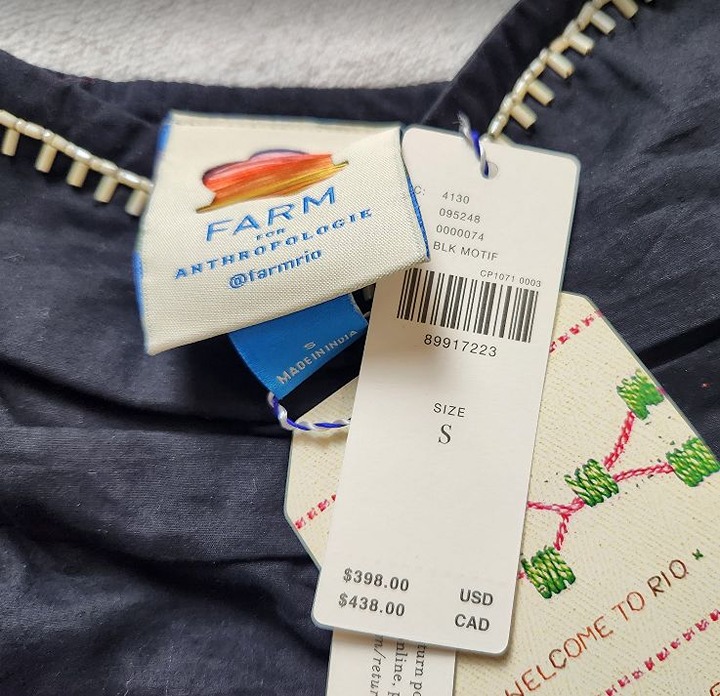 FARM
FOR
ANTHROPOLOGIE
@farmrio
S
MADE IN INDIA
C: 4130
095248
0000074
BLK MOTIF
CP1071 0003
89917223
SIZE
S
$398.00 USD
$438.00 CAD
WELCOME TO RIO